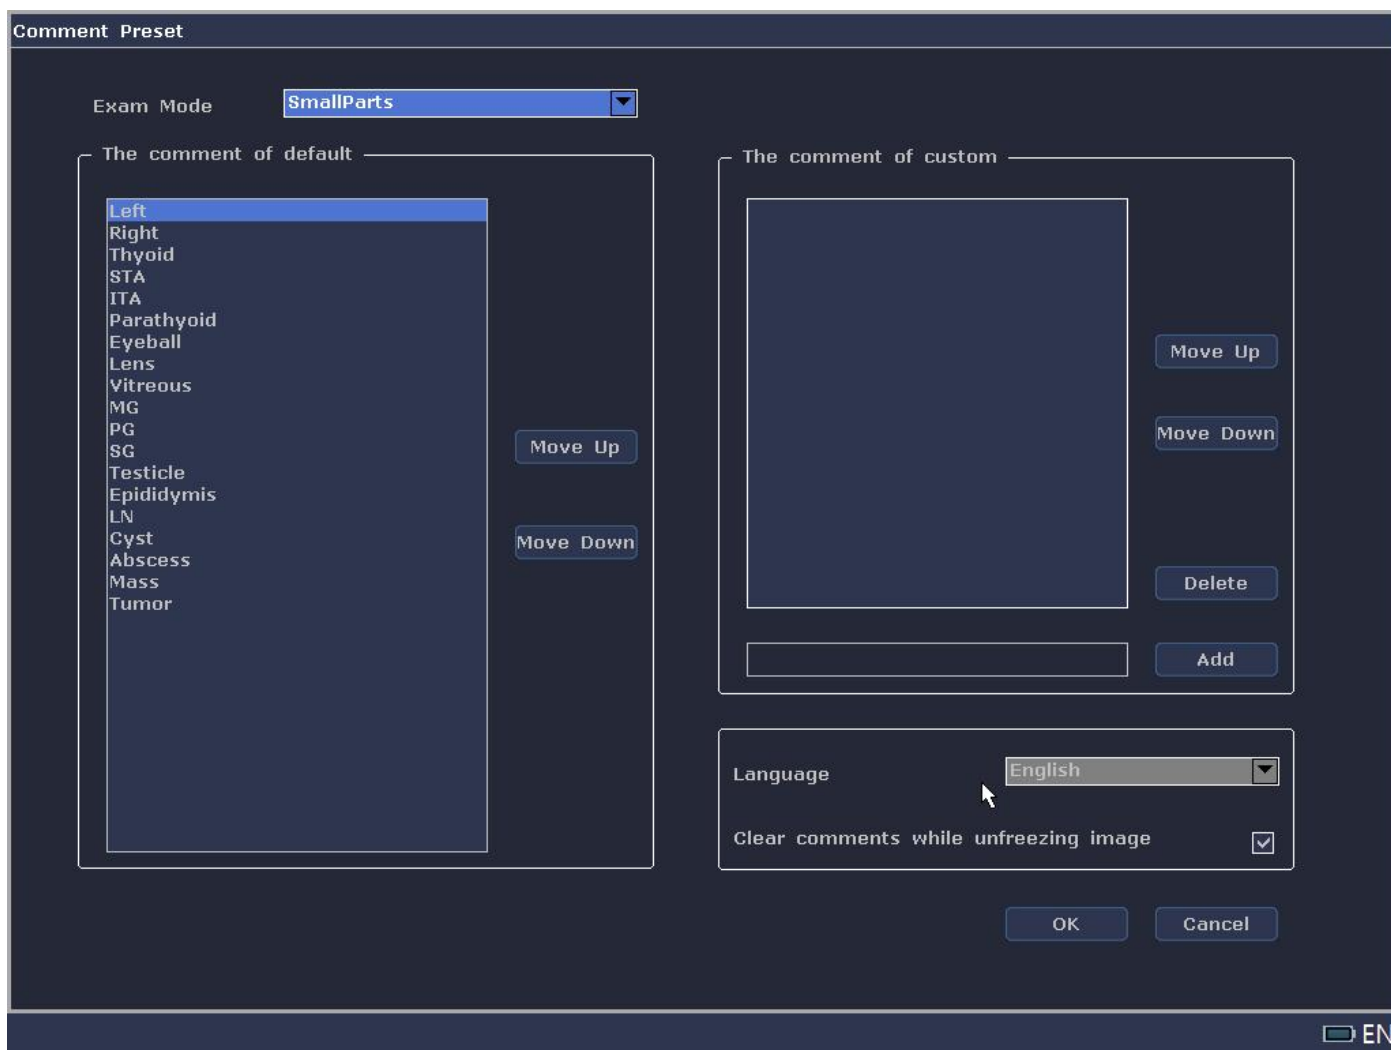 Comment Preset
Exam Mode
SmallParts
The comment of default
Left
Right
Thyoid
STA
ITA
Parathyoid
Eyeball
Lens
Vitreous
MG
PG
SG
Testicle
Epididymis
LN
Cyst
Abscess
Mass
Tumor
Move Up
Move Down
The comment of custom
Move Up
Move Down
Delete
Add
Language
English
Clear comments while unfreezing image
OK
Cancel
EN